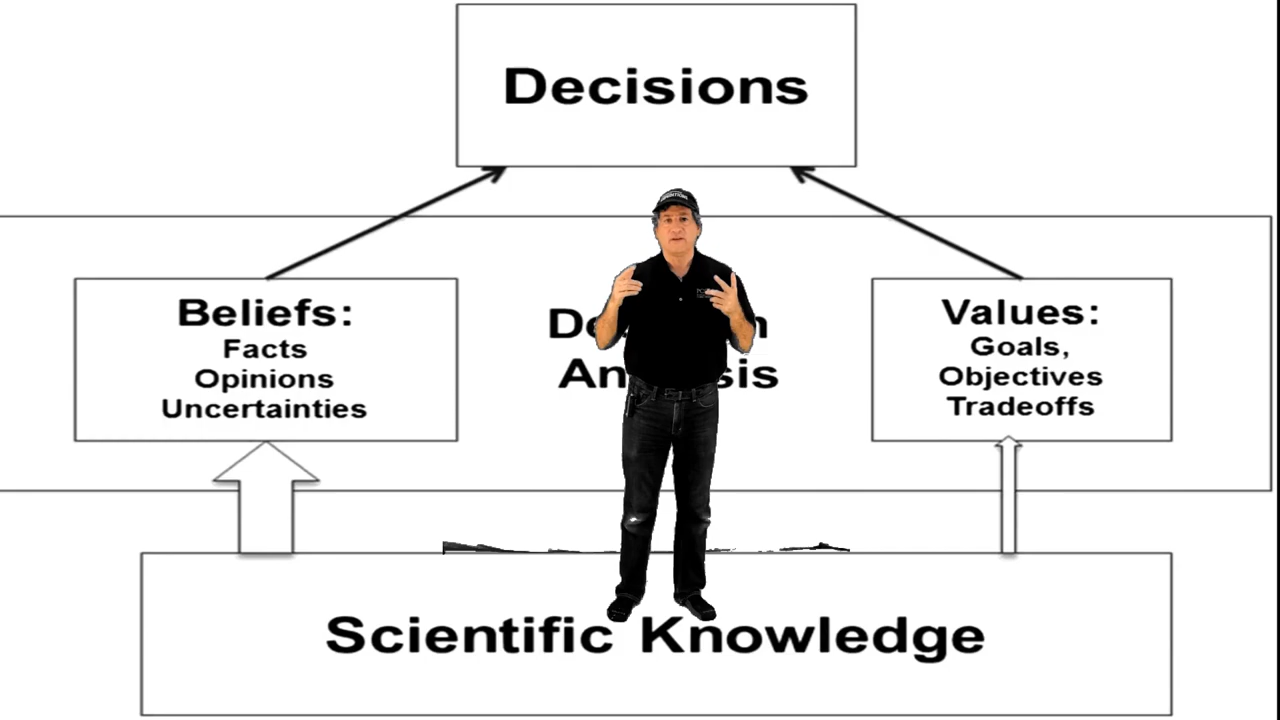 Decisions
Beliefs:
Facts
Opinions
Uncertainties
Values:
Goals,
Objectives
Tradeoffs
Scientific Knowledge